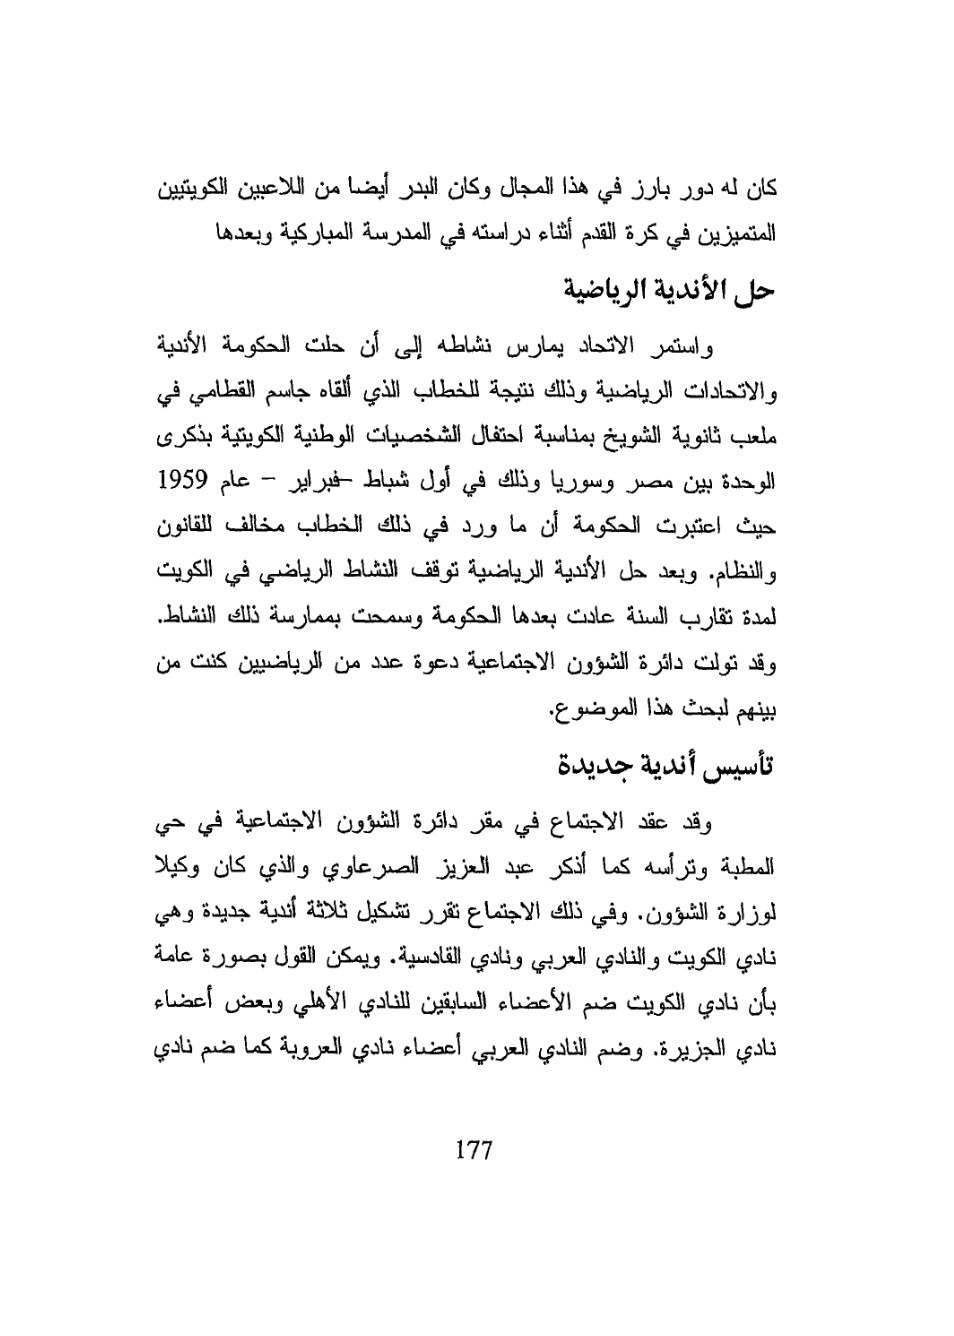 كان له دور بارز في هذا المجال وكان البدر أيضا من اللاعبين الكويتيين
المتميزين في كرة القدم أثناء دراسته في المدرسة المباركية وبعدها
حل الأندية الرياضية
واستمر الاتحاد يمارس نشاطه إلى أن حلت الحكومة الأندية
والاتحادات الرياضية وذلك نتيجة للخطاب الذي ألقاه جاسم القطامي في
ملعب ثانوية الشويخ بمناسبة احتفال الشخصيات الوطنية الكويتية بذكرى
الوحدة بين مصر وسوريا وذلك في أول شباط –فبراير – عام 1959
حيث اعتبرت الحكومة أن ما ورد في ذلك الخطاب مخالف للقانون
والنظام. وبعد حل الأندية الرياضية توقف النشاط الرياضي في الكويت
لمدة تقارب السنة عادت بعدها الحكومة وسمحت بممارسة ذلك النشاط.
وقد تولت دائرة الشؤون الاجتماعية دعوة عدد من الرياضيين كنت من
بينهم لبحث هذا الموضوع.
تأسيس أندية جديدة
وقد عقد الاجتماع في مقر دائرة الشؤون الاجتماعية في حي
المطبة وترأسه كما أذكر عبد العزيز الصرعاوي والذي كان وكيلا
لوزارة الشؤون. وفي ذلك الاجتماع تقرر تشكيل ثلاثة أندية جديدة وهي
نادي الكويت والنادي العربي ونادي القادسية. ويمكن القول بصورة عامة
بأن نادي الكويت ضم الأعضاء السابقين للنادي الأهلي وبعض أعضاء
نادي الجزيرة. وضم النادي العربي أعضاء نادي العروبة كما ضم نادي
177